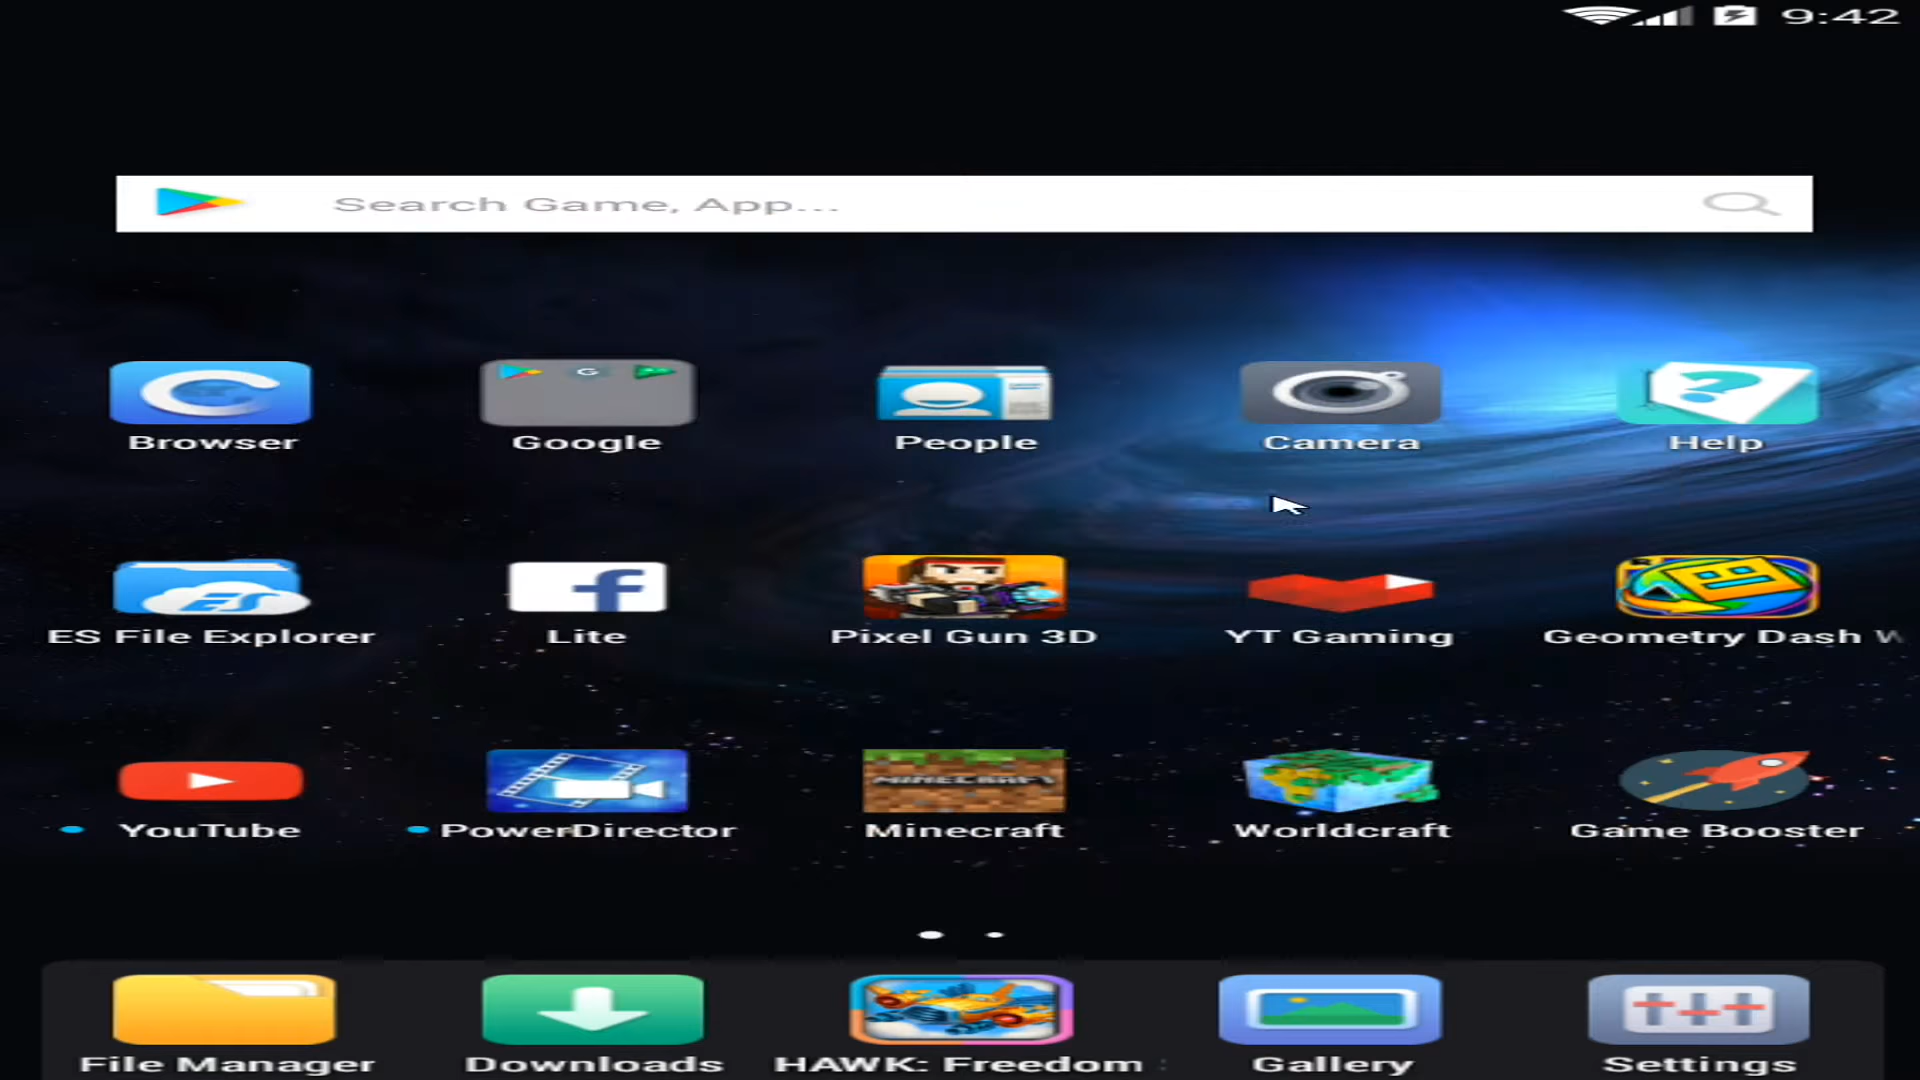 9:42
Search Game, App...
Browser
Google
People
Camera
Help
ES File Explorer
Lite
Pixel Gun 3D
YT Gaming
Geometry Dash W
YouTube
PowerDirector
MINECRAFT
Minecraft
Worldcraft
Game Booster
File Manager
Downloads
HAWK: Freedom
Gallery
Settings